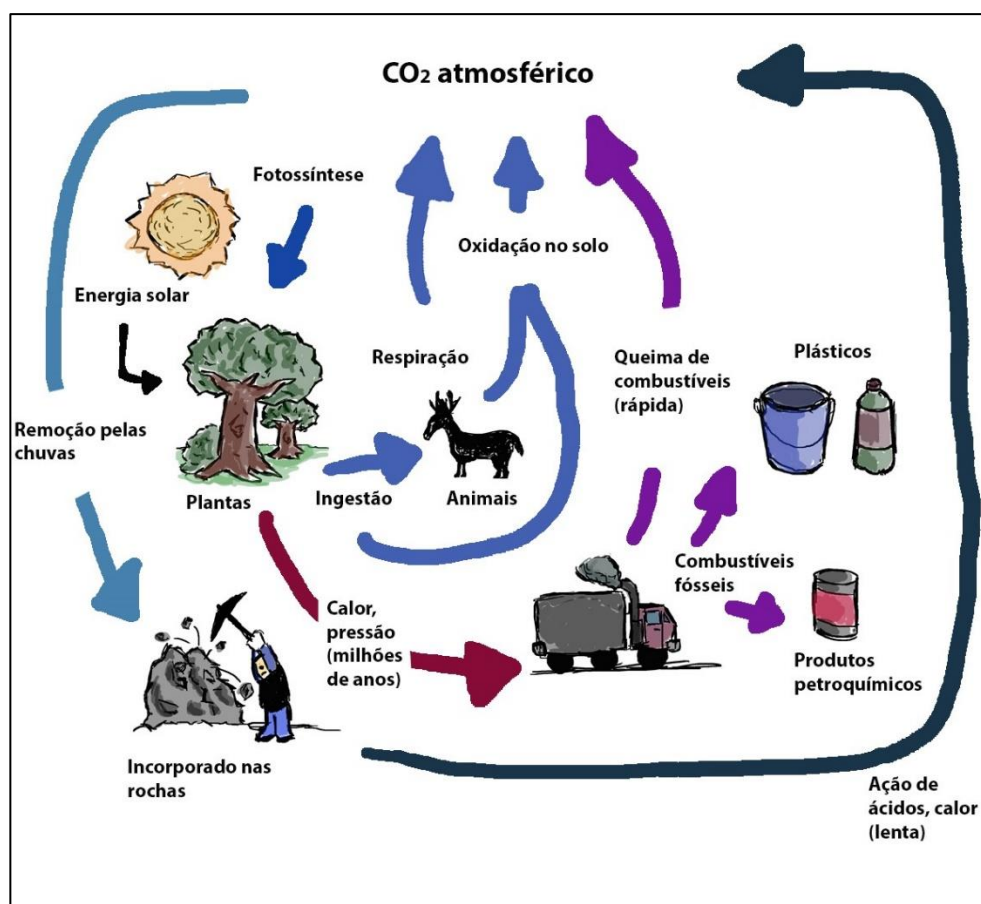 CO₂ atmosférico
Fotossíntese
Oxidação no solo
Energia solar
Respiração
Queima de
combustíveis
(rápida)
Plásticos
Remoção pelas
chuvas
Plantas
Ingestão
Animais
Combustíveis
fósseis
Calor,
pressão
(milhões
de anos)
Produtos
petroquímicos
Incorporado nas
rochas
Ação de
ácidos, calor
(lenta)